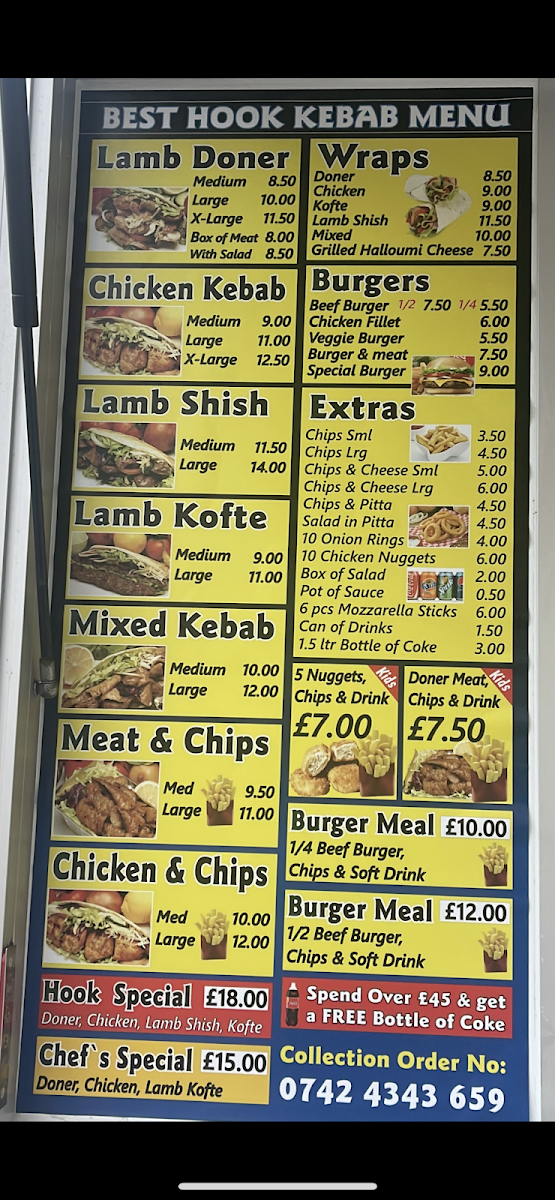 BEST HOOK KEBAB MENU
Lamb Doner
Medium 8.50
Large 10.00
X-Large 11.50
Box of Meat 8.00
With Salad 8.50
Chicken Kebab
Medium 9.00
Large 11.00
X-Large 12.50
Lamb Shish
Medium 11.50
Large 14.00
Lamb Kofte
Medium 9.00
Large 11.00
Mixed Kebab
Medium 10.00
Large 12.00
Meat & Chips
Med 9.50
Large 11.00
Chicken & Chips
Med 10.00
Large 12.00
Hook Special £18.00
Doner, Chicken, Lamb Shish, Kofte
Chef`s Special £15.00
Doner, Chicken, Lamb Kofte
Wraps
Doner 8.50
Chicken 9.00
Kofte 9.00
Lamb Shish 11.50
Mixed 10.00
Grilled Halloumi Cheese 7.50
Burgers
Beef Burger 1/2 7.50 1/4 5.50
Chicken Fillet 6.00
Veggie Burger 5.50
Burger & meat 7.50
Special Burger 9.00
Extras
Chips Sml 3.50
Chips Lrg 4.50
Chips & Cheese Sml 5.00
Chips & Cheese Lrg 6.00
Chips & Pitta 4.50
Salad in Pitta 4.50
10 Onion Rings 4.00
10 Chicken Nuggets 6.00
Box of Salad 2.00
Pot of Sauce 0.50
6 pcs Mozzarella Sticks 6.00
Can of Drinks 1.50
1.5 ltr Bottle of Coke 3.00
5 Nuggets, Kids
Chips & Drink
£7.00
Doner Meat, Kids
Chips & Drink
£7.50
Burger Meal £10.00
1/4 Beef Burger,
Chips & Soft Drink
Burger Meal £12.00
1/2 Beef Burger,
Chips & Soft Drink
Spend Over £45 & get
a FREE Bottle of Coke
Collection Order No:
0742 4343 659